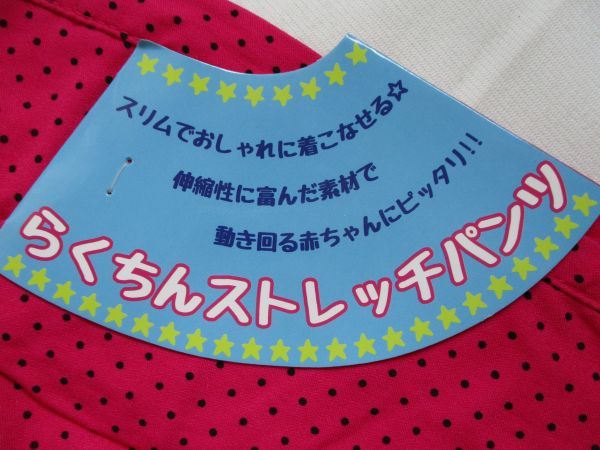 スリムでおしゃれに着こなせる☆
伸縮性に富んだ素材で
動き回る赤ちゃんにピッタリ!!
らくちんストレッチパンツ